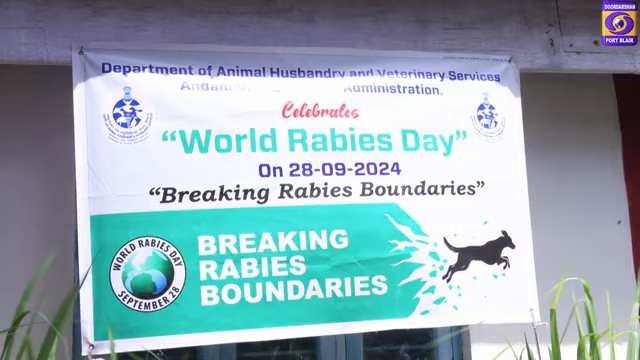 DOORDARSHAN
PORT BLAIR
Department of Animal Husbandry and Veterinary Services
Administration.
Celebrates
"World Rabies Day"
On 28-09-2024
"Breaking Rabies Boundaries"
WORLD RABIES DAY
SEPTEMBER 28
BREAKING
RABIES
BOUNDARIES